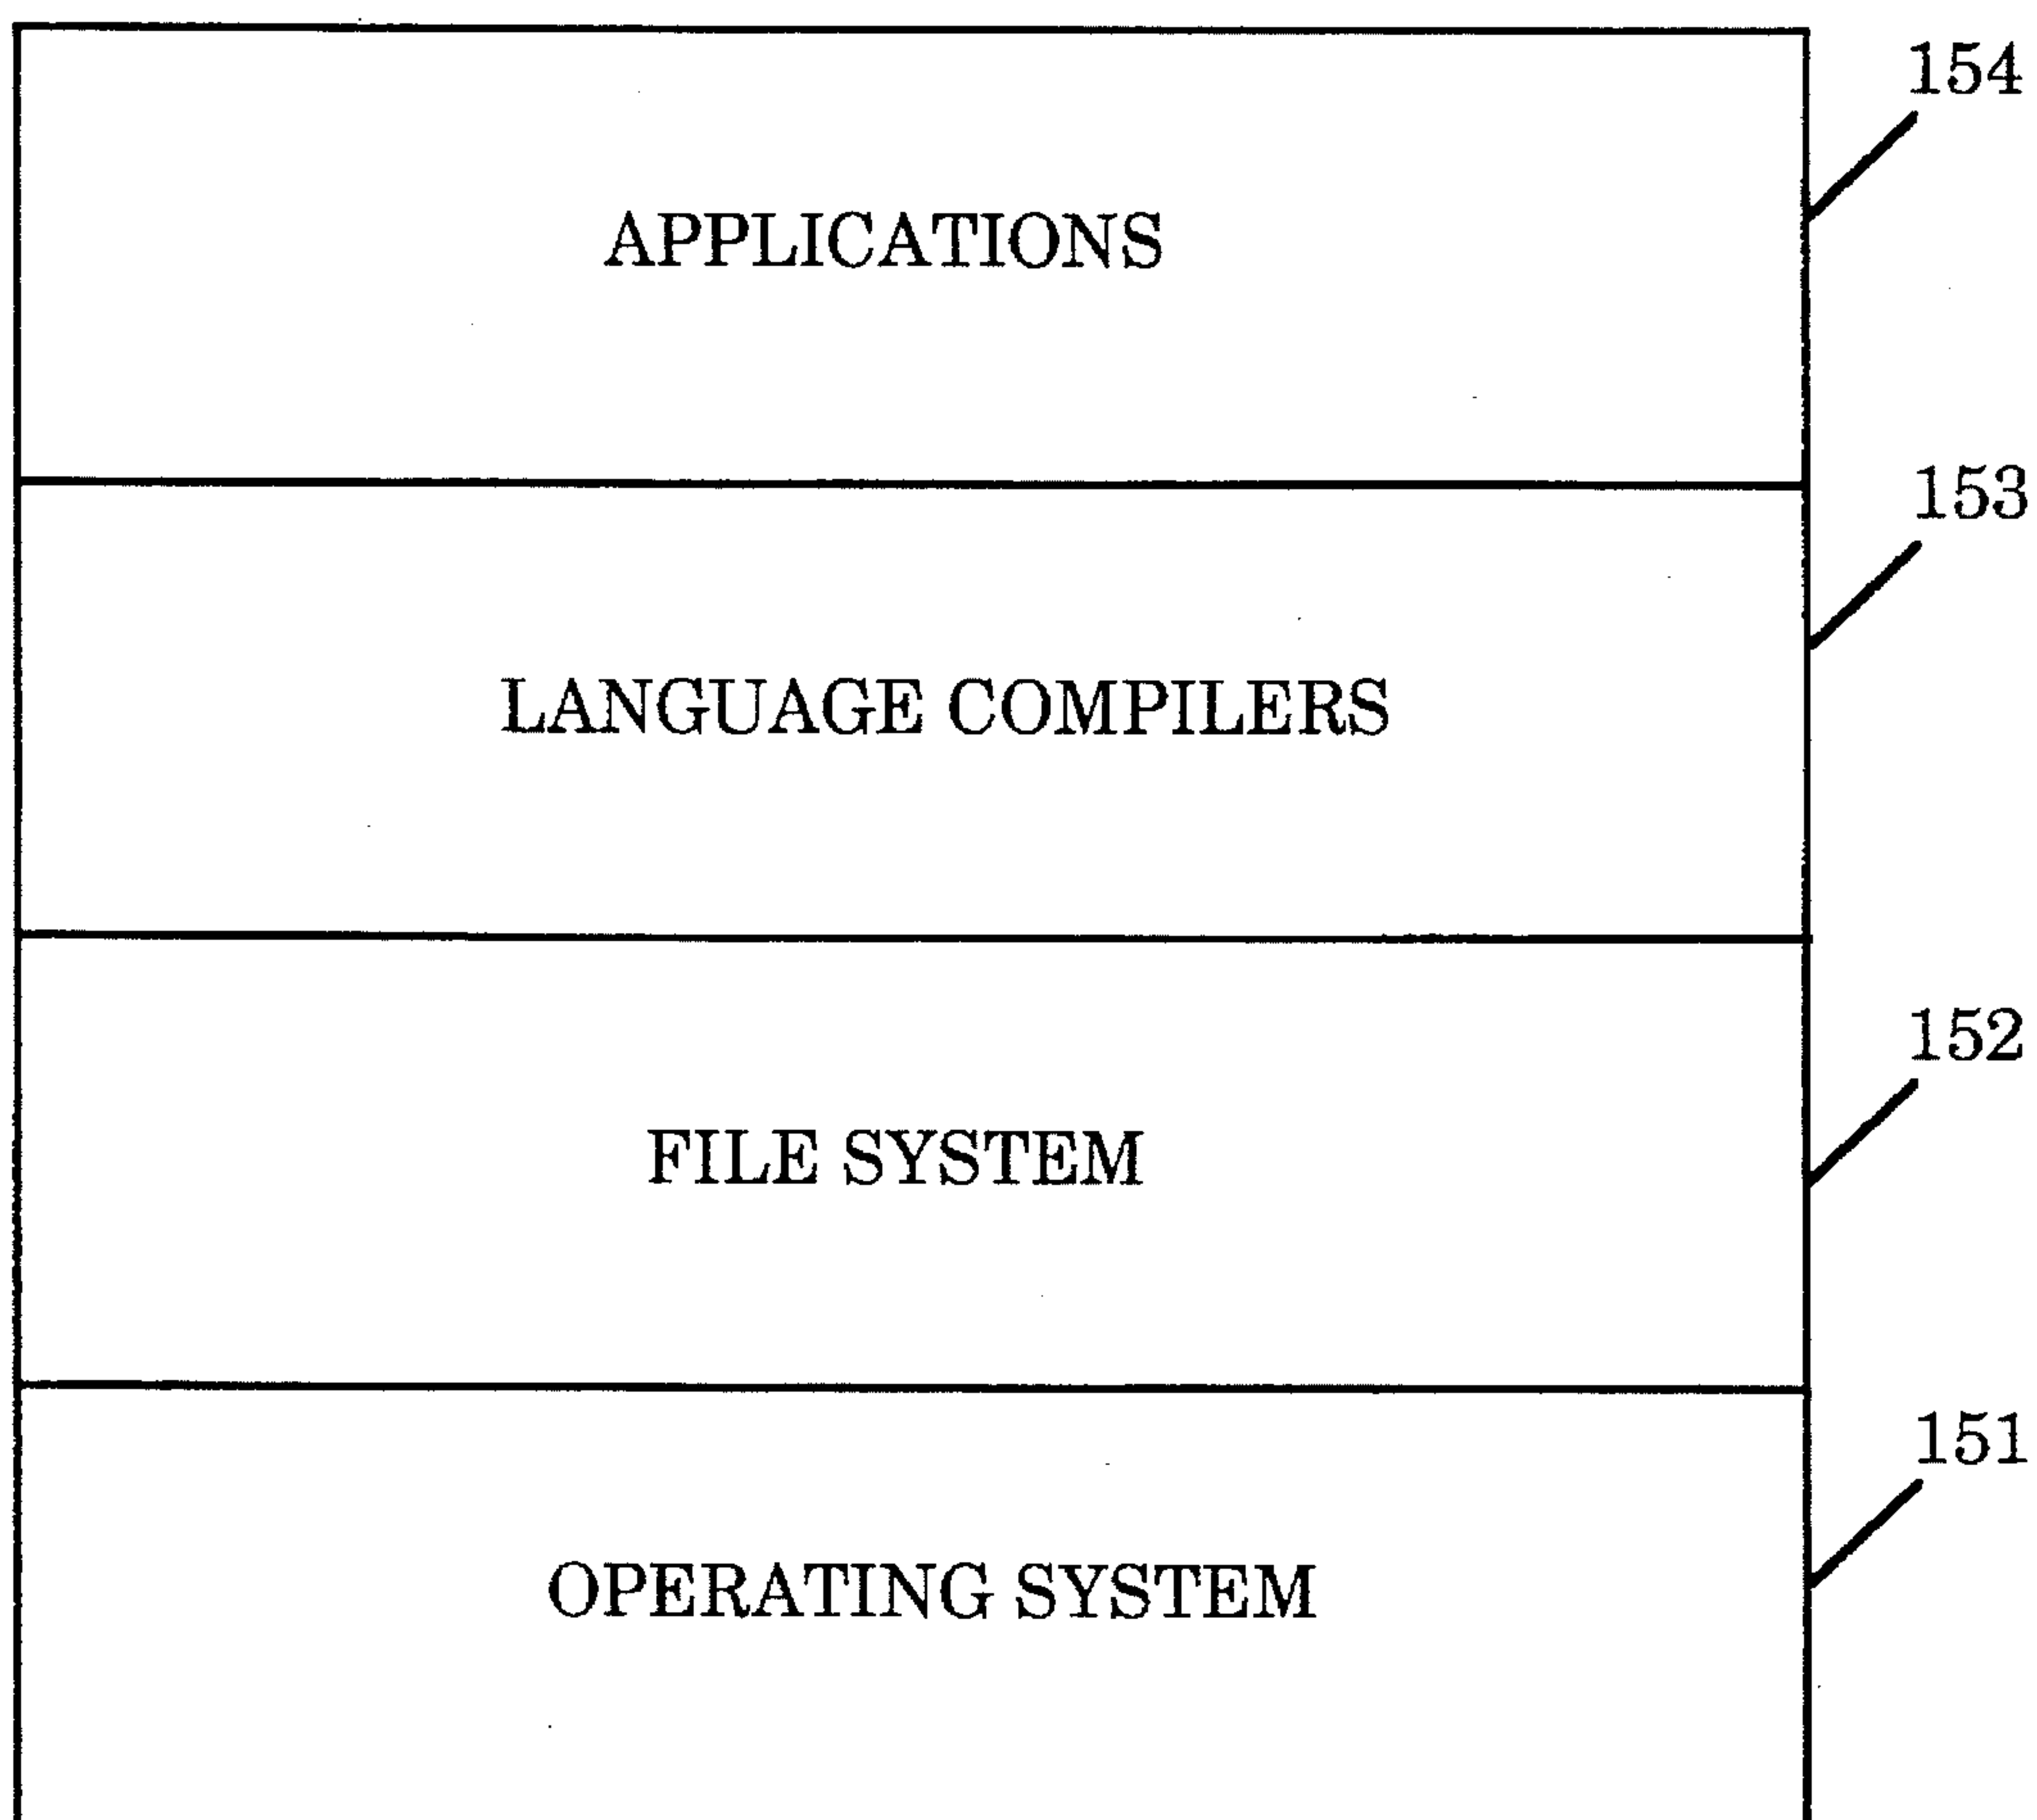 154
APPLICATIONS
153
LANGUAGE COMPILERS
152
FILE SYSTEM
151
OPERATING SYSTEM